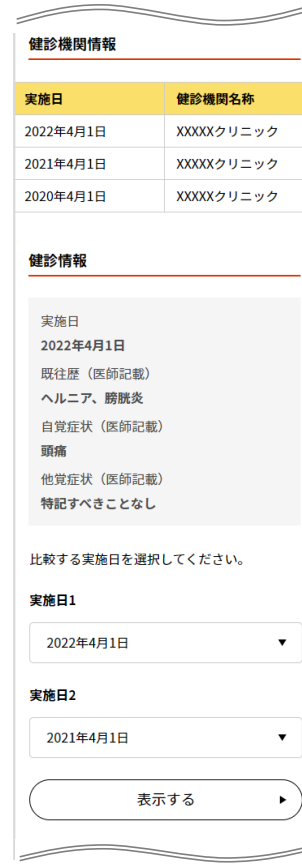 健診機関情報
実施日 健診機関名称
2022年4月1日 XXXXXクリニック
2021年4月1日 XXXXXクリニック
2020年4月1日 XXXXXクリニック
健診情報
実施日
2022年4月1日
既往歴（医師記載）
ヘルニア、膀胱炎
自覚症状（医師記載）
頭痛
他覚症状（医師記載）
特記すべきことなし
比較する実施日を選択してください。
実施日1
2022年4月1日
実施日2
2021年4月1日
表示する